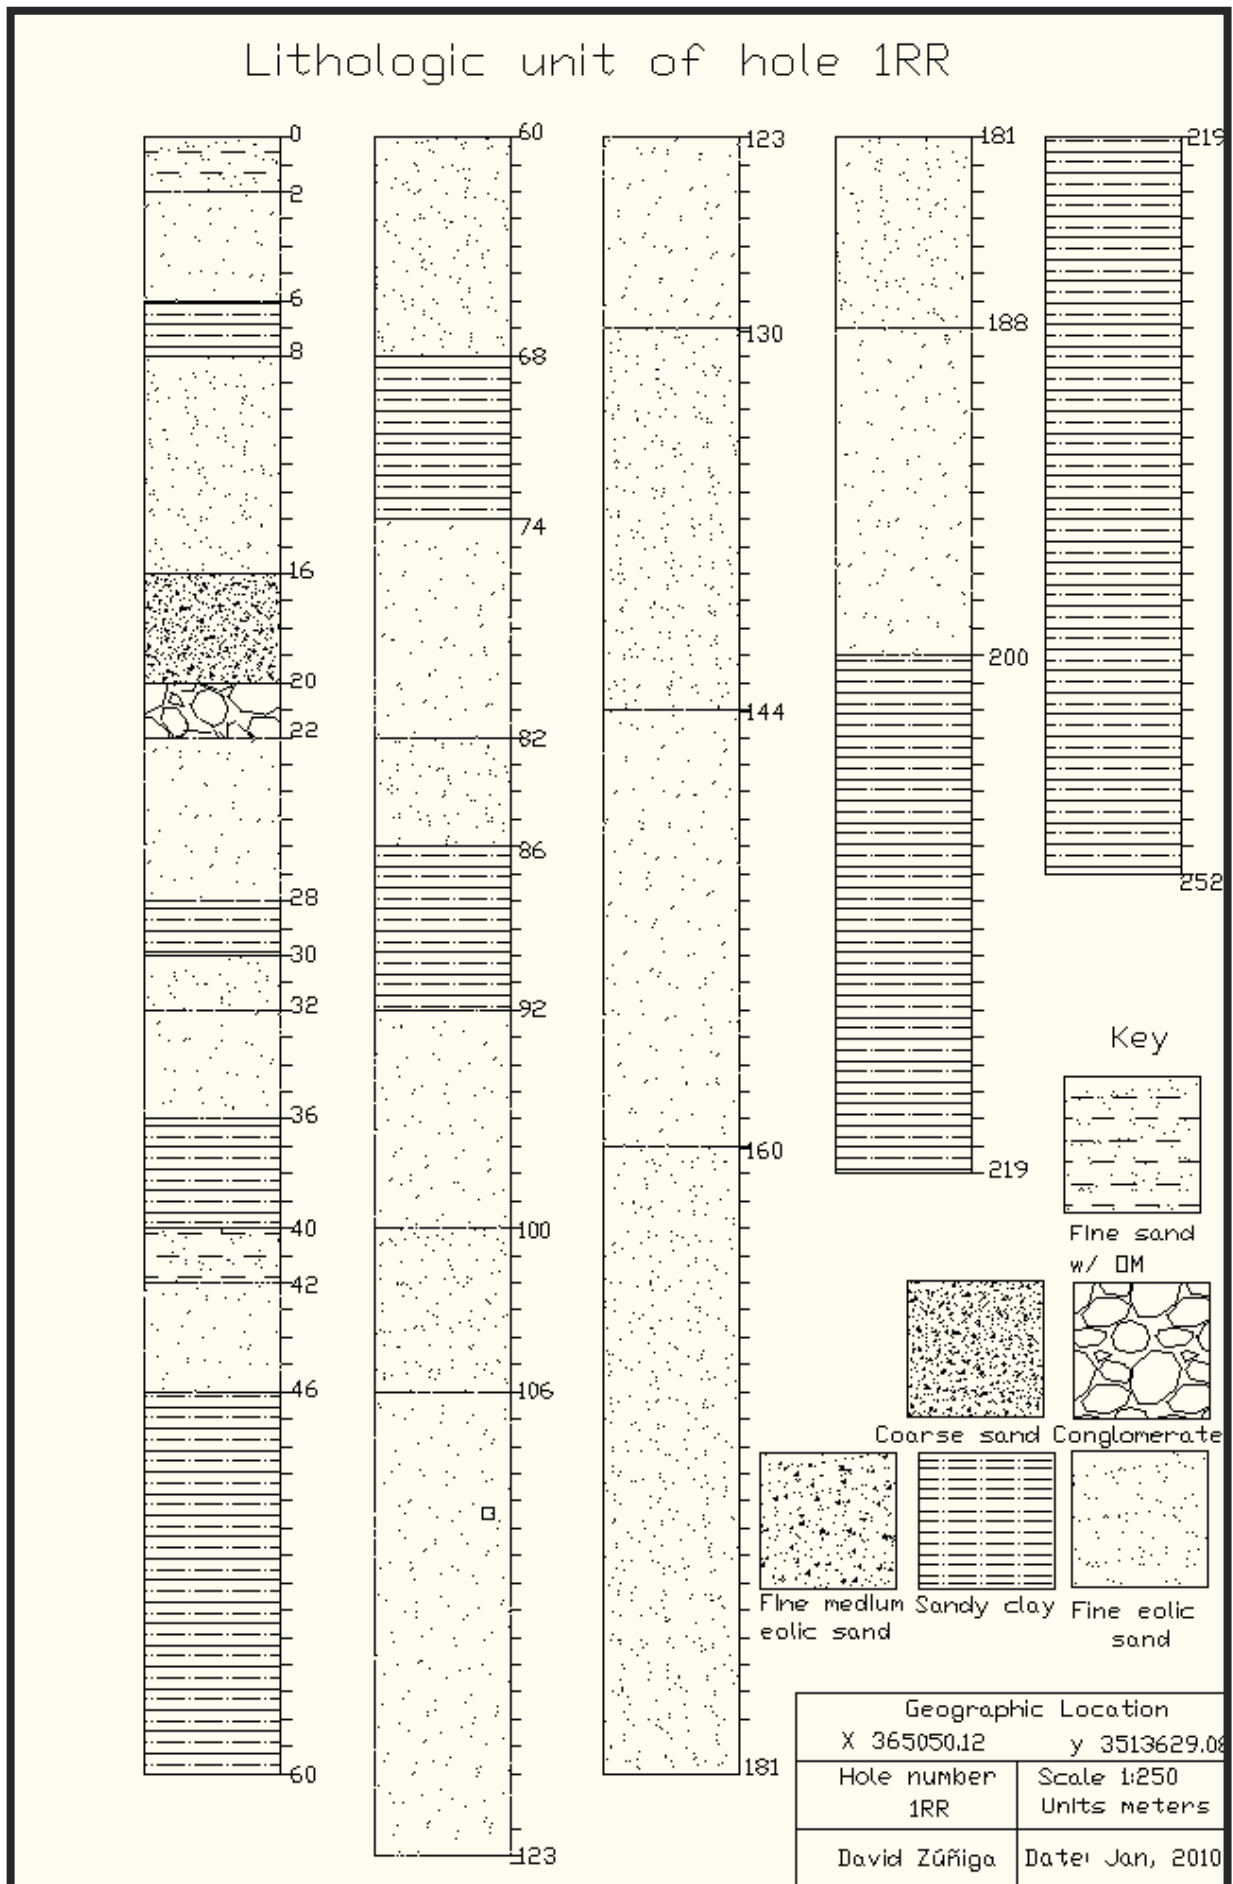 Lithologic unit of hole 1RR
0
2
6
8
16
20
22
28
30
32
36
40
42
46
60
60
68
74
82
86
92
100
106
123
123
130
144
160
181
181
188
200
219
219
252
Key
Fine sand
w/ OM
Coarse sand
Conglomerate
Fine medium
eolic sand
Sandy clay
Fine eolic
sand
Geographic Location
X 365050.12 y 3513629.08
Hole number
1RR
Scale 1:250
Units meters
David Zúñiga
Date: Jan, 2010